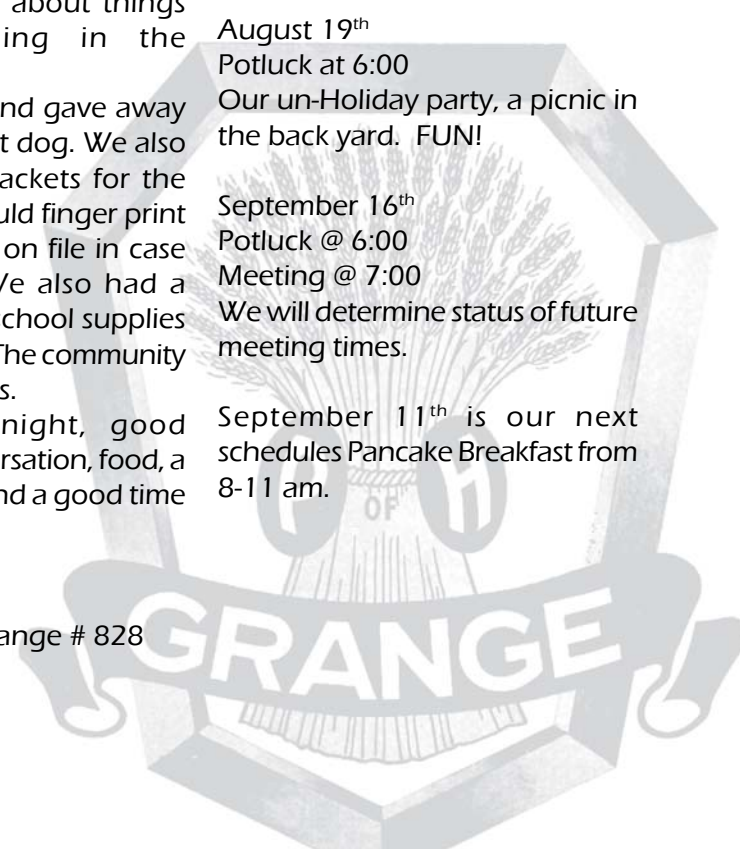 about things
ing in the
nd gave away
t dog. We also
ackets for the
uld finger print
on file in case
e also had a
chool supplies
The community
s.
night, good
rsation, food, a
nd a good time
ange # 828
August 19th
Potluck at 6:00
Our un-Holiday party, a picnic in
the back yard. FUN!
September 16th
Potluck @ 6:00
Meeting @ 7:00
We will determine status of future
meeting times.
September 11th is our next
schedules Pancake Breakfast from
8-11 am.
P OF H
GRANGE